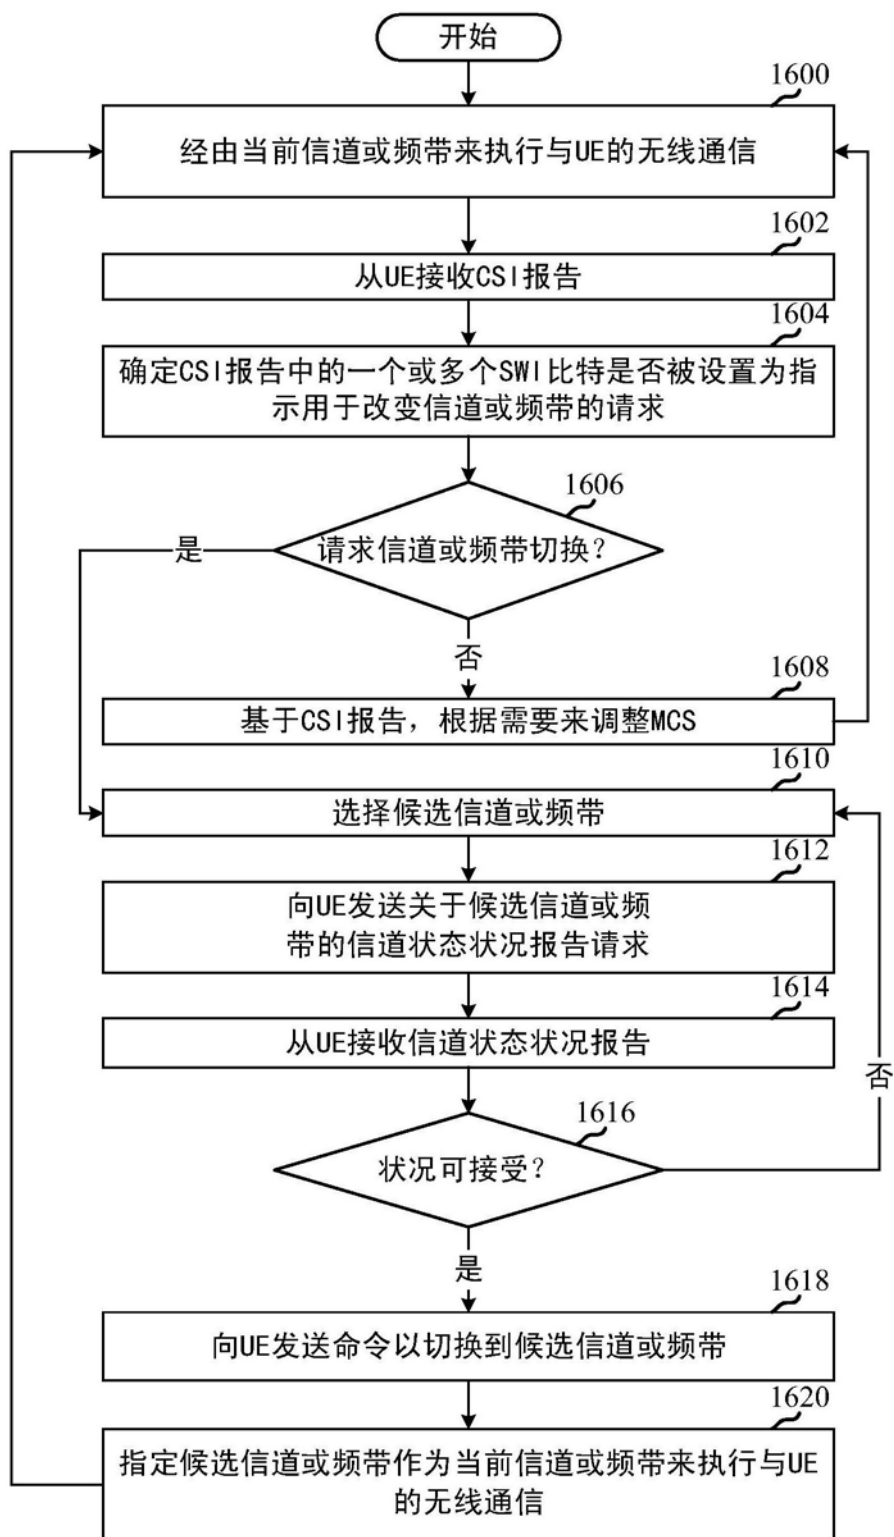 开始
1600
经由当前信道或频带来执行与UE的无线通信
1602
从UE接收CSI报告
1604
确定CSI报告中的一个或多个SWI比特是否被设置为指
示用于改变信道或频带的请求
1606
是
请求信道或频带切换?
否
1608
基于CSI报告，根据需要来调整MCS
1610
选择候选信道或频带
1612
向UE发送关于候选信道或频
带的信道状态状况报告请求
1614
从UE接收信道状态状况报告
否
1616
状况可接受?
是
1618
向UE发送命令以切换到候选信道或频带
1620
指定候选信道或频带作为当前信道或频带来执行与UE
的无线通信